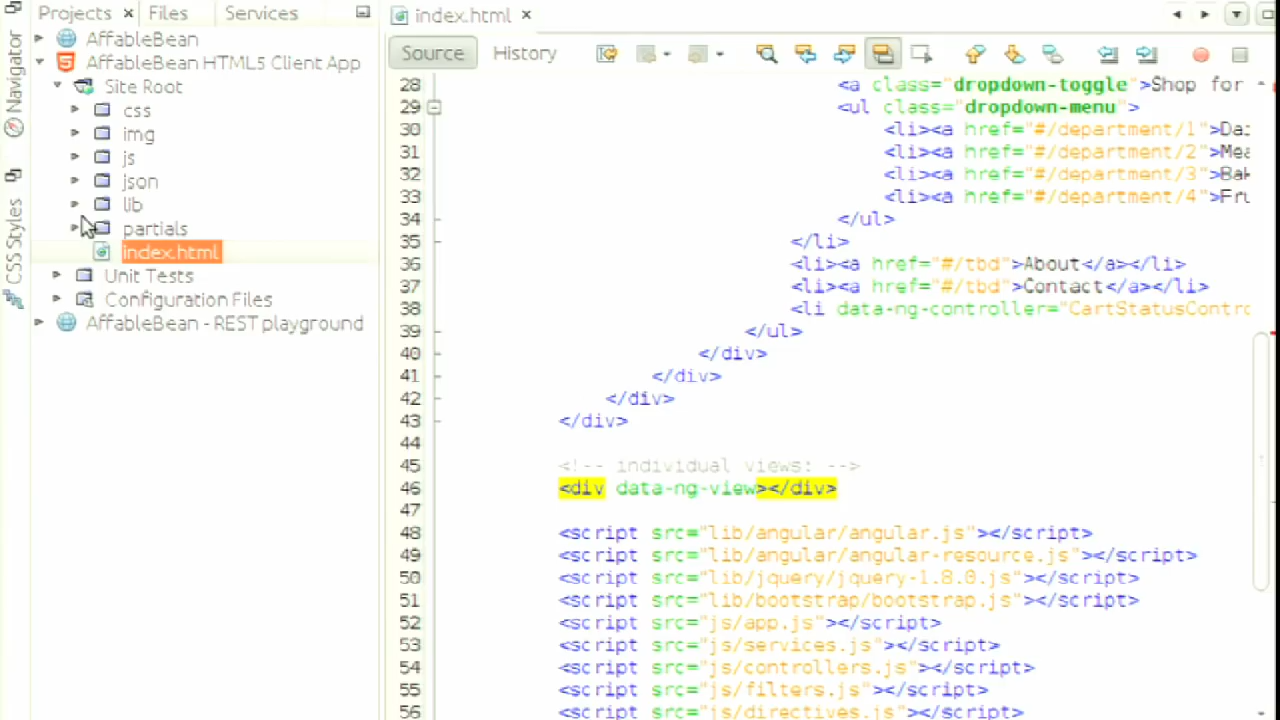 Projects × Files Services
AffableBean
AffableBean HTML5 Client App
Site Root
css
img
js
json
lib
partials
index.html
Unit Tests
Configuration Files
AffableBean - REST playground
Navigator
CSS Styles
index.html ×
Source History
28 <a class="dropdown-toggle">Shop for
29 <ul class="dropdown-menu">
30 <li><a href="#/department/1">Dai
31 <li><a href="#/department/2">Mea
32 <li><a href="#/department/3">Bak
33 <li><a href="#/department/4">Fru
34 </ul>
35 </li>
36 <li><a href="#/tbd">About</a></li>
37 <li><a href="#/tbd">Contact</a></li>
38 <li data-ng-controller="CartStatusContro
39 </ul>
40 </div>
41 </div>
42 </div>
43 </div>
44
45 <!-- individual views: -->
46 <div data-ng-view></div>
47
48 <script src="lib/angular/angular.js"></script>
49 <script src="lib/angular/angular-resource.js"></script>
50 <script src="lib/jquery/jquery-1.8.0.js"></script>
51 <script src="lib/bootstrap/bootstrap.js"></script>
52 <script src="js/app.js"></script>
53 <script src="js/services.js"></script>
54 <script src="js/controllers.js"></script>
55 <script src="js/filters.js"></script>
56 <script src="js/directives.js"></script>